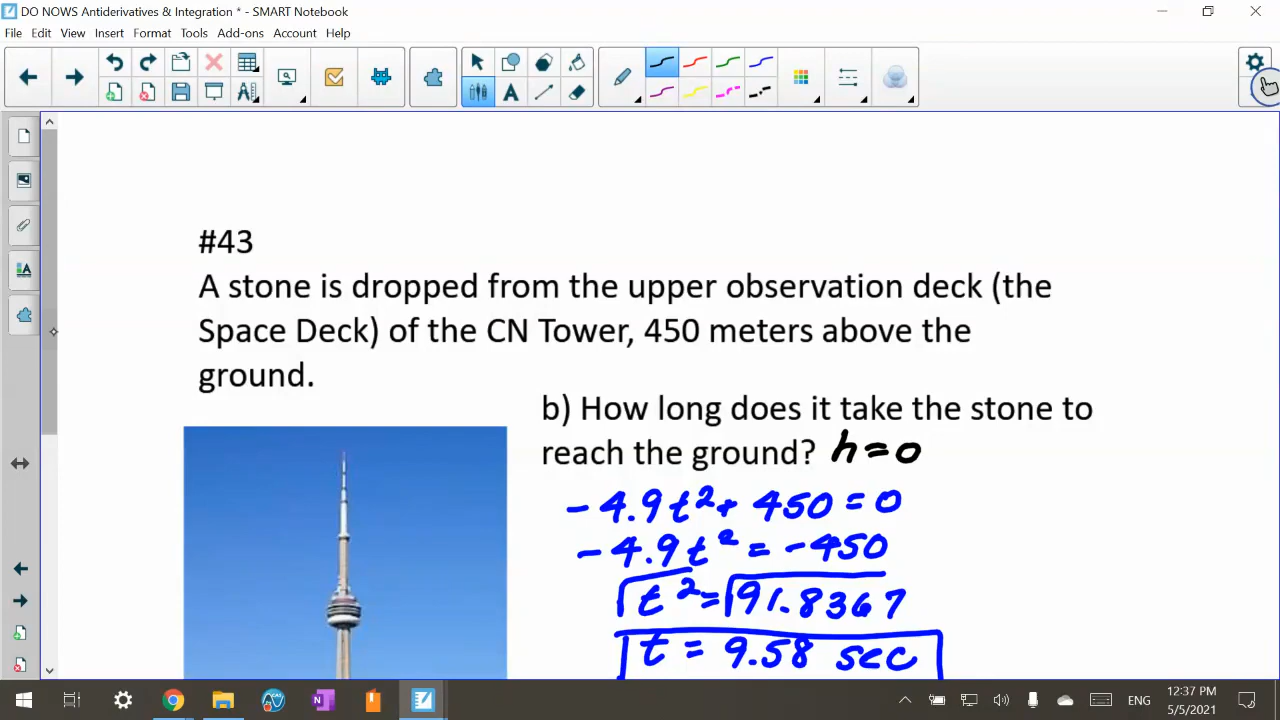 DO NOWS Antiderivatives & Integration * - SMART Notebook
File Edit View Insert Format Tools Add-ons Account Help
#43
A stone is dropped from the upper observation deck (the
Space Deck) of the CN Tower, 450 meters above the
ground.
b) How long does it take the stone to
reach the ground? h=0
-4.9t²+ 450 = 0
-4.9t² = -450
√t² = √91.8367
t = 9.58 sec
ENG
12:37 PM
5/5/2021